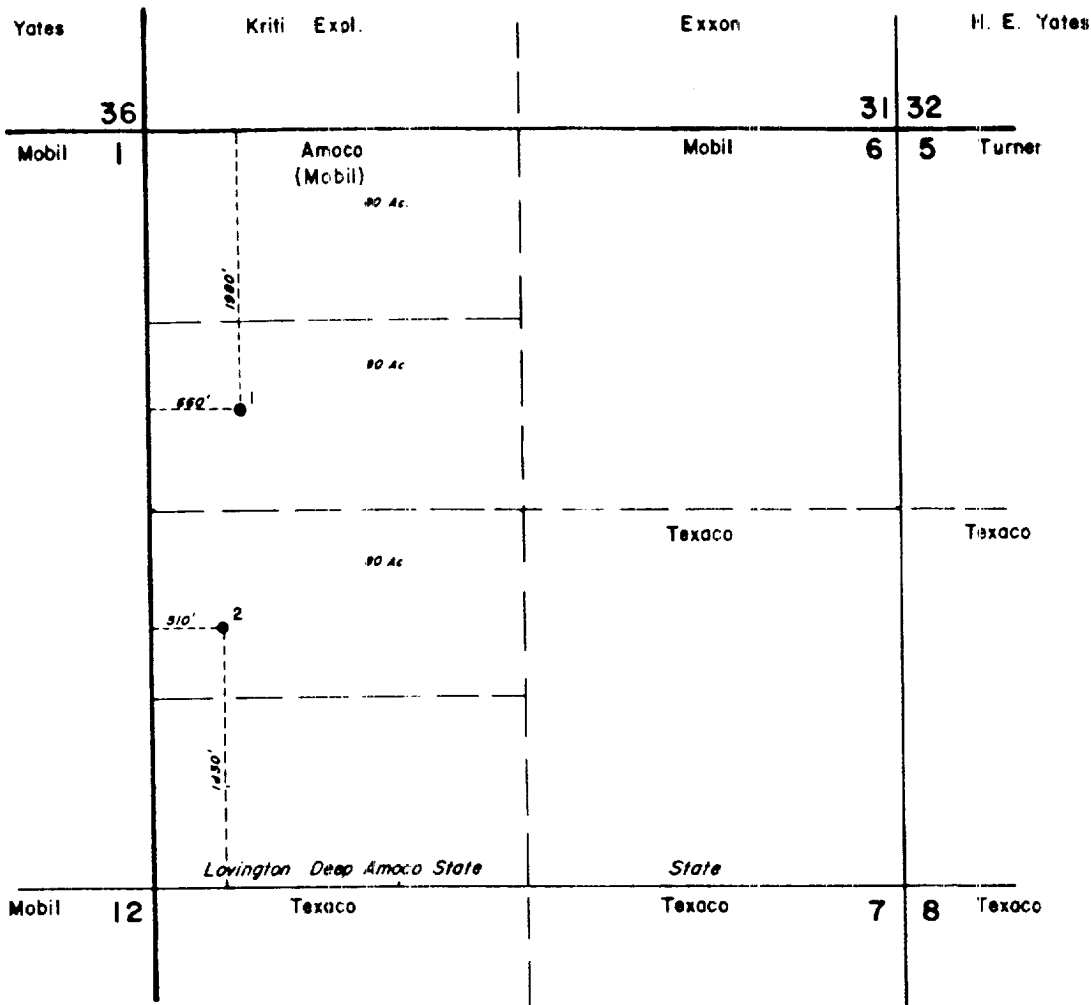 Yates Kriti Expl. Exxon H. E. Yates
36 31 32
Mobil 1 Amoco Mobil 6 5 Turner
(Mobil)
80 Ac.
1980'
80 Ac
660' 1
Texaco Texaco
80 Ac
510' 2
Lovington Deep Amoco State State
Mobil 12 Texaco Texaco 7 8 Texaco